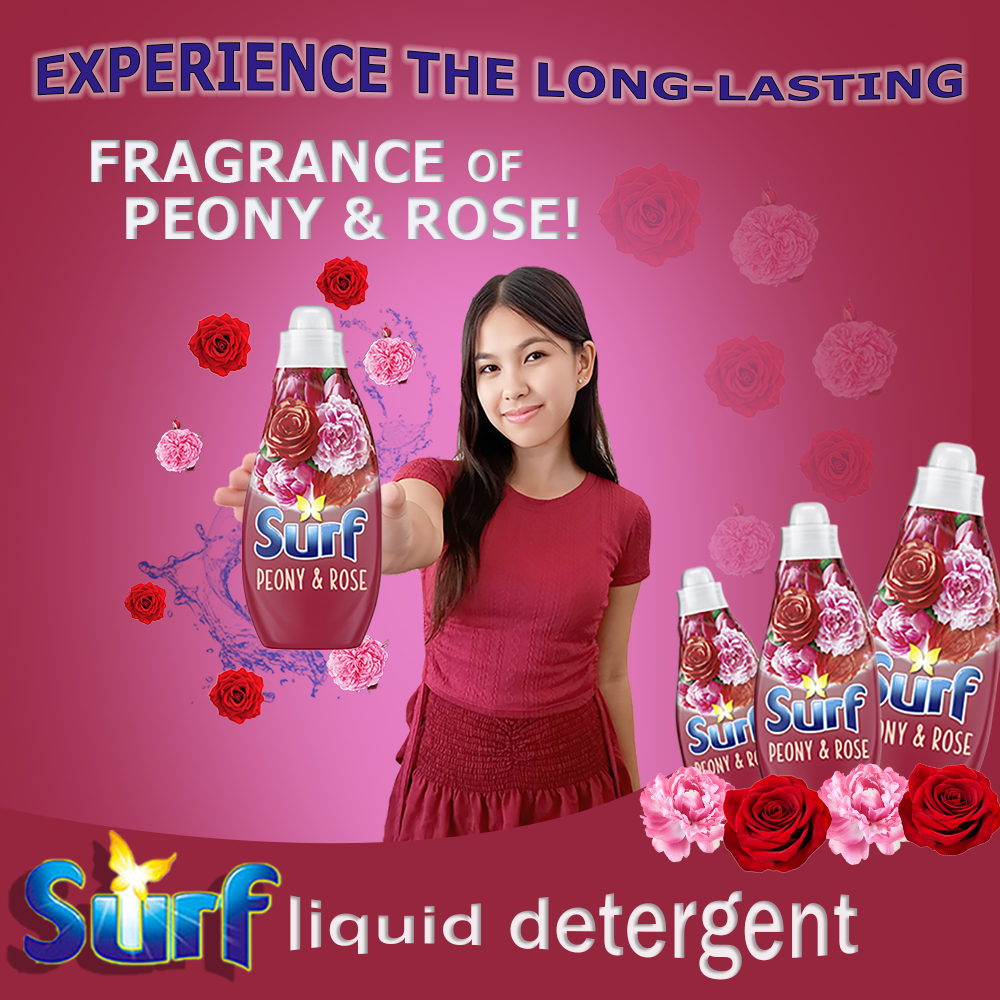 EXPERIENCE THE LONG-LASTING
FRAGRANCE OF
PEONY & ROSE!
Surf
PEONY & ROSE
Surf
PEONY & RO
Surf
PEONY & ROSE
Surf
NY & ROSE
Surf liquid detergent